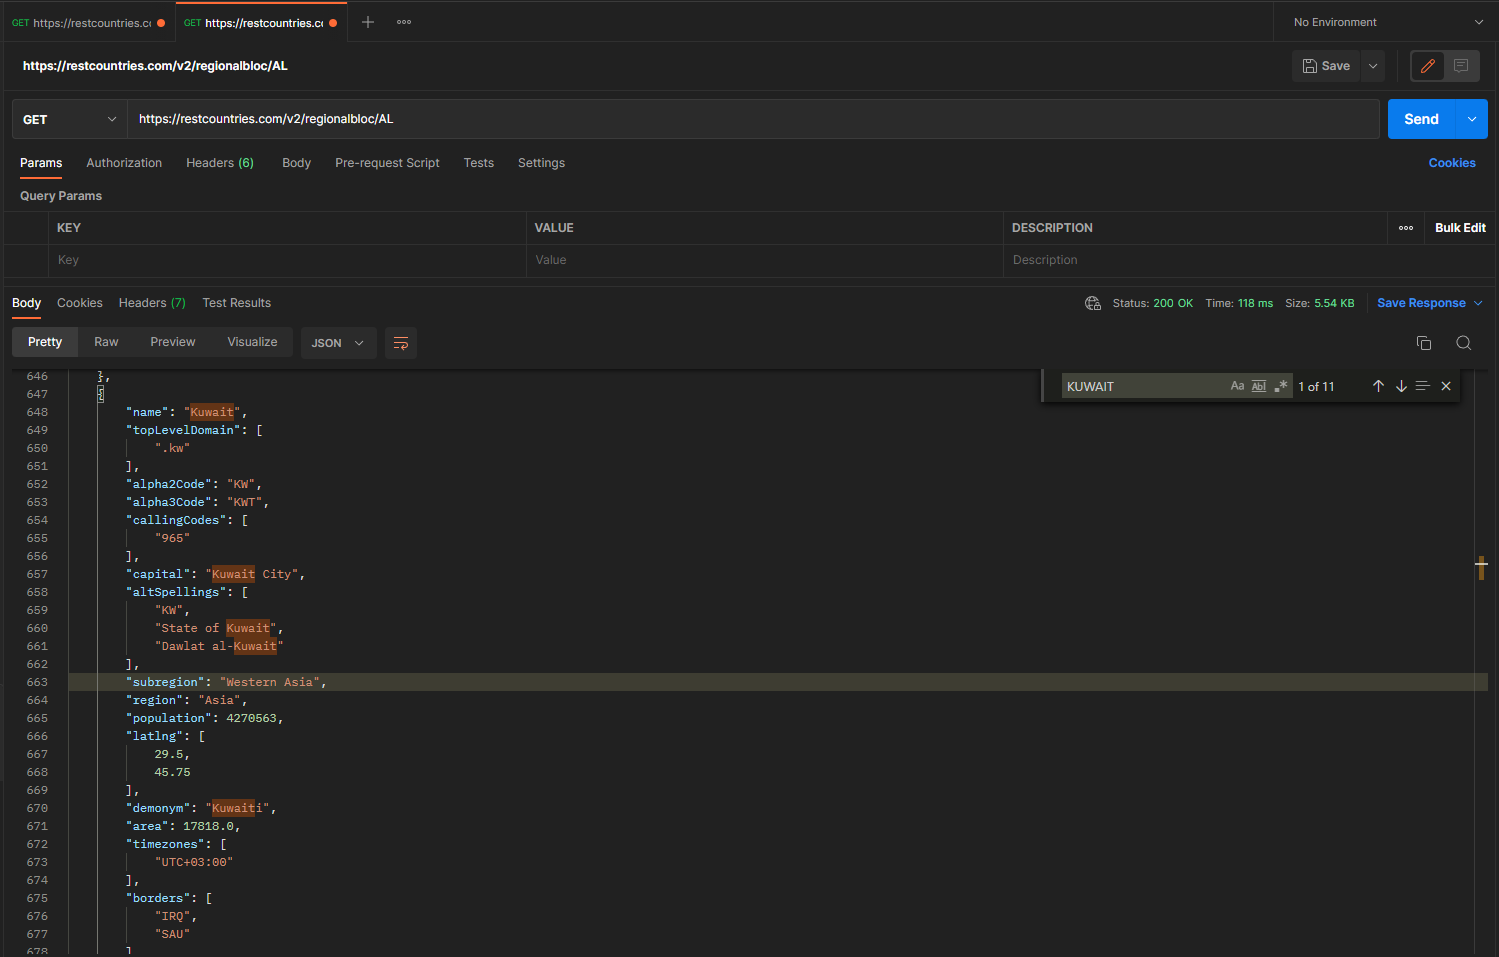 GET https://restcountries.cc GET https://restcountries.cc No Environment
https://restcountries.com/v2/regionalbloc/AL Save
GET https://restcountries.com/v2/regionalbloc/AL Send
Params Authorization Headers (6) Body Pre-request Script Tests Settings Cookies
Query Params
KEY VALUE DESCRIPTION Bulk Edit
Key Value Description
Body Cookies Headers (7) Test Results Status: 200 OK Time: 118 ms Size: 5.54 KB Save Response
Pretty Raw Preview Visualize JSON
KUWAIT Aa Abl .* 1 of 11
646 },
647 {
648 "name": "Kuwait",
649 "topLevelDomain": [
650 ".kw"
651 ],
652 "alpha2Code": "KW",
653 "alpha3Code": "KWT",
654 "callingCodes": [
655 "965"
656 ],
657 "capital": "Kuwait City",
658 "altSpellings": [
659 "KW",
660 "State of Kuwait",
661 "Dawlat al-Kuwait"
662 ],
663 "subregion": "Western Asia",
664 "region": "Asia",
665 "population": 4270563,
666 "latlng": [
667 29.5,
668 45.75
669 ],
670 "demonym": "Kuwaiti",
671 "area": 17818.0,
672 "timezones": [
673 "UTC+03:00"
674 ],
675 "borders": [
676 "IRQ",
677 "SAU"
678 ]